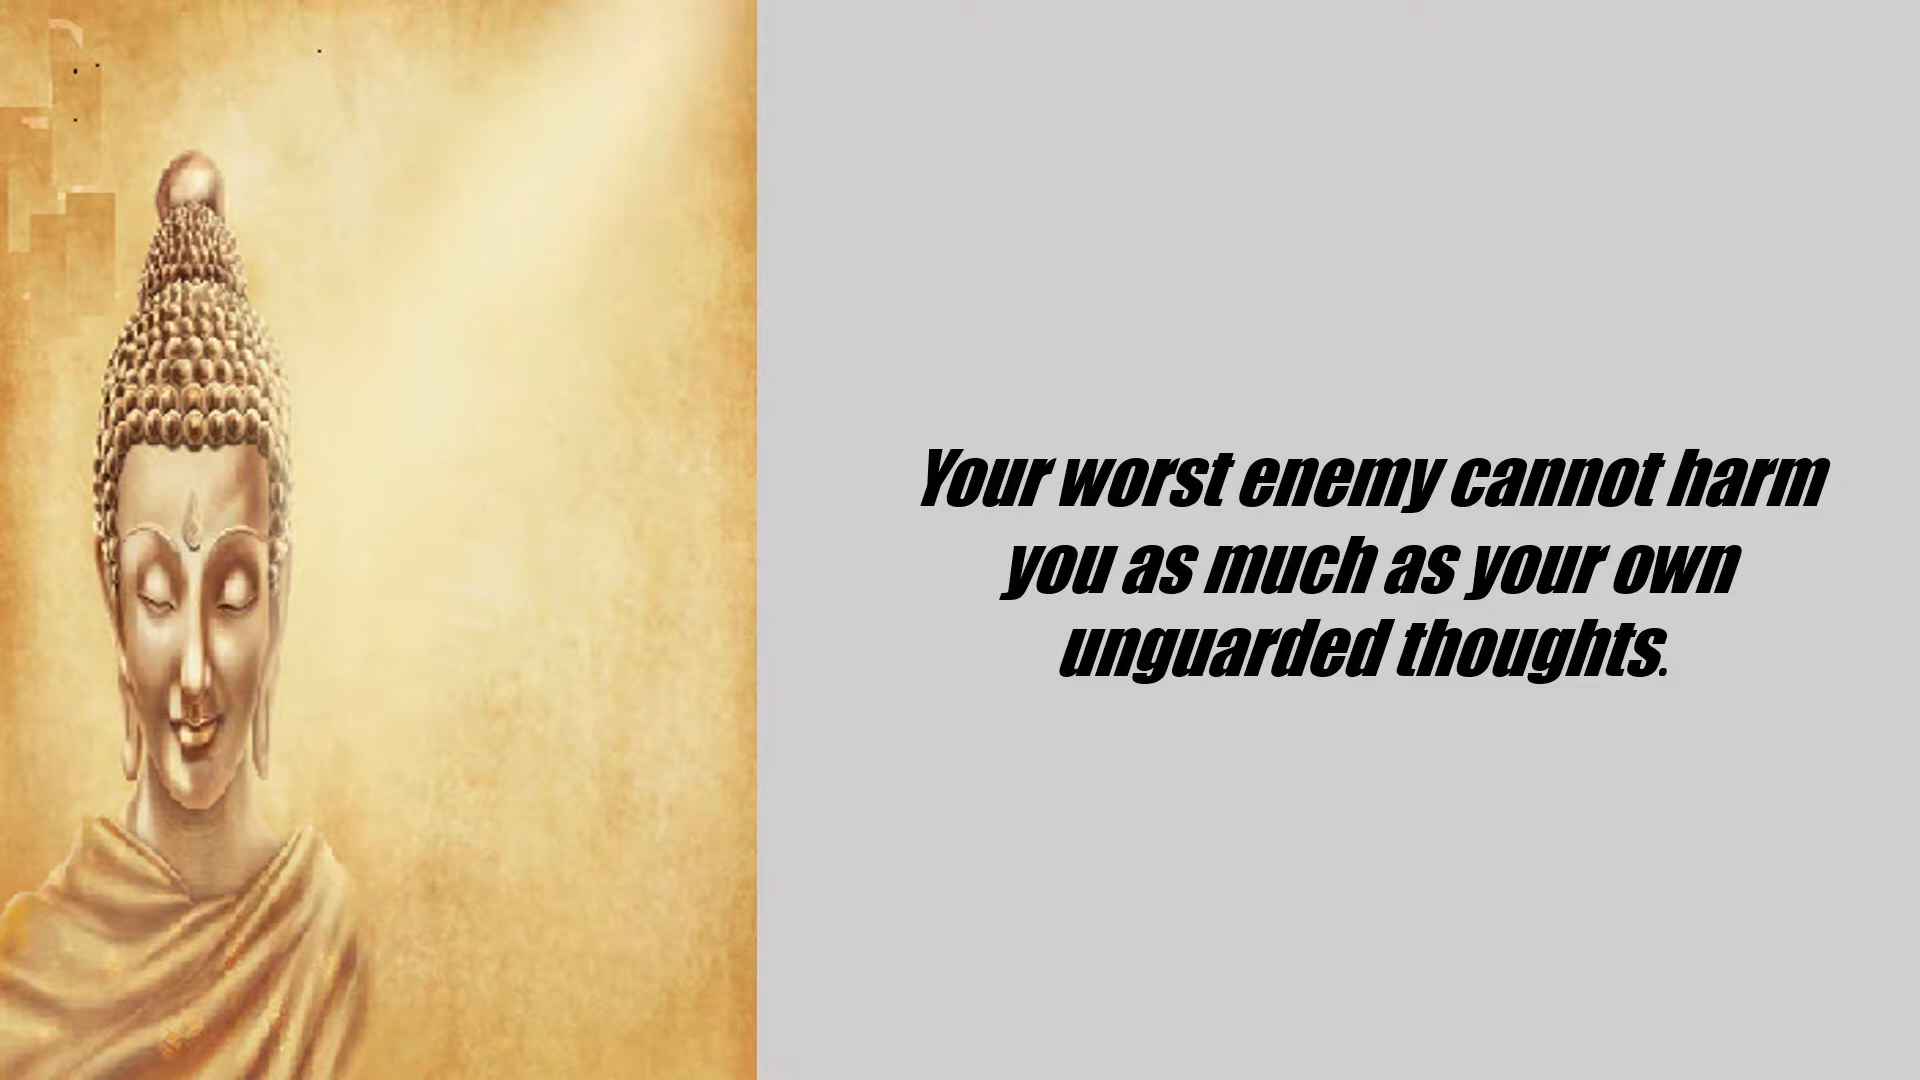 Your worst enemy cannot harm
you as much as your own
unguarded thoughts.